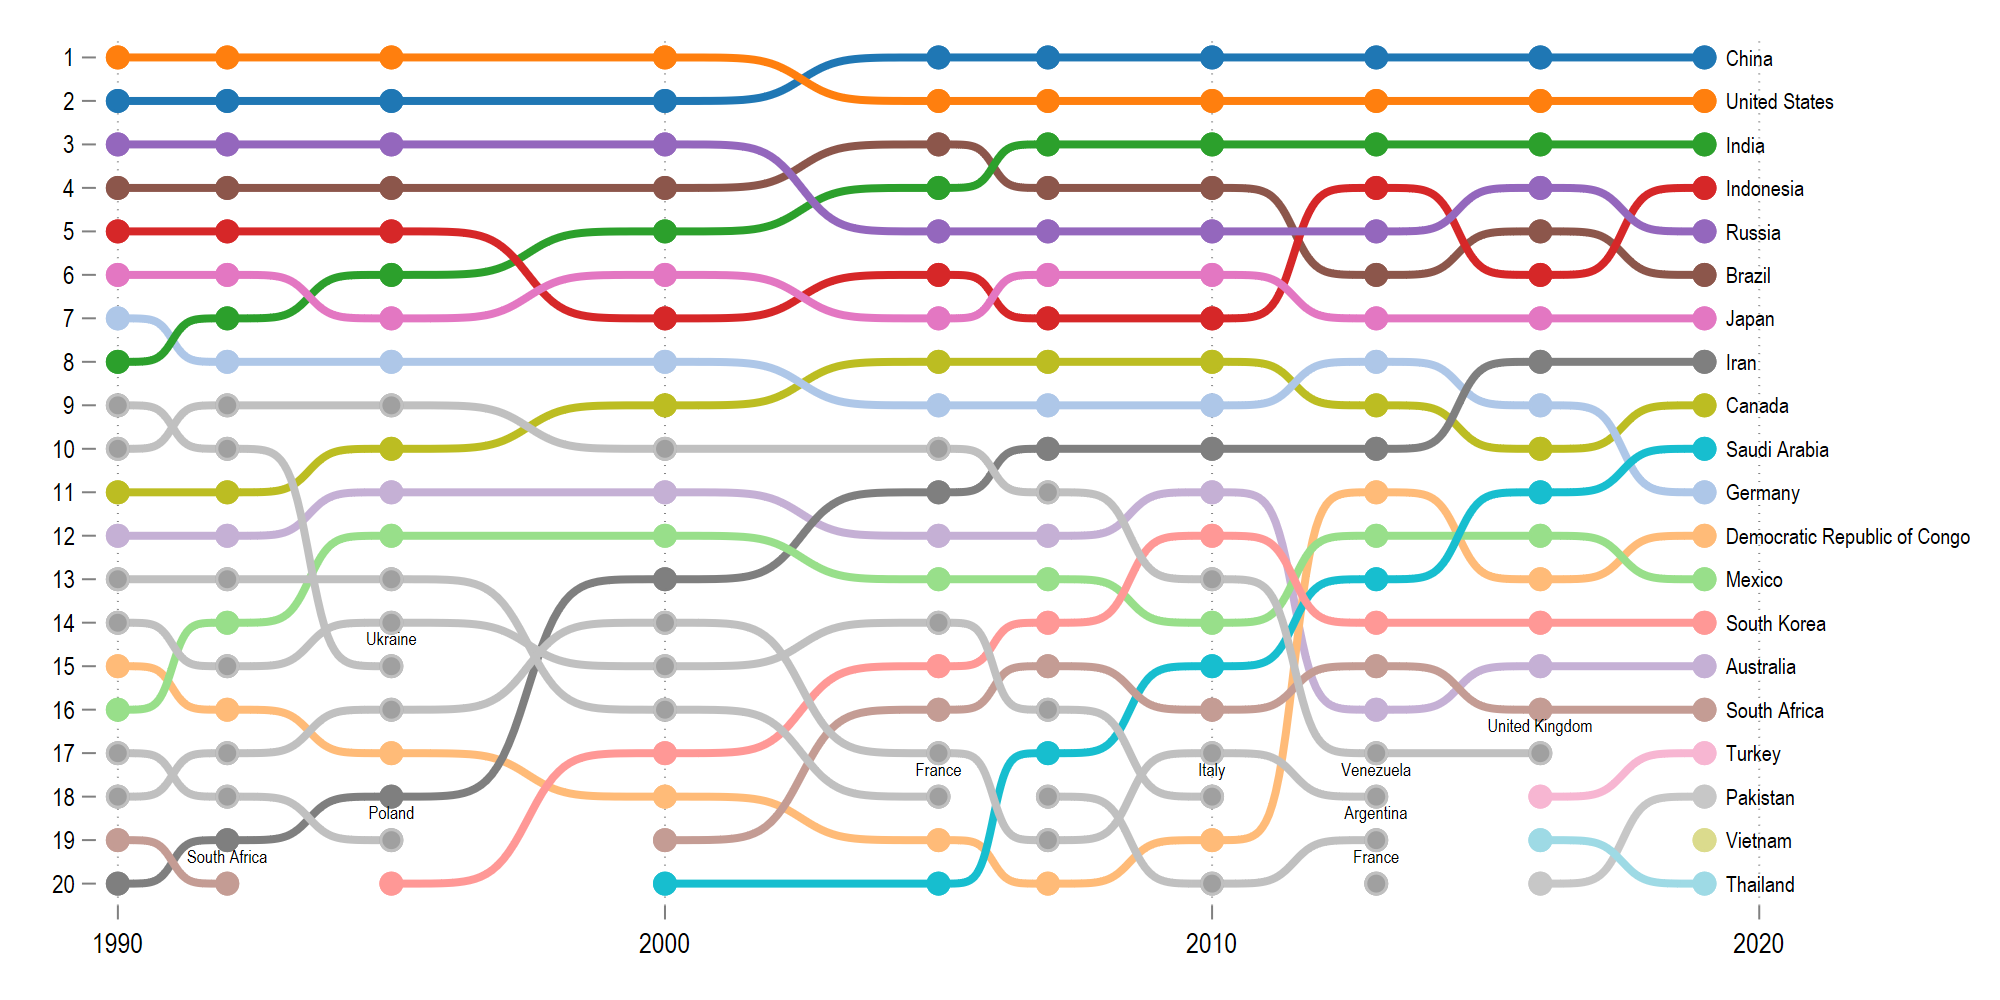 1 China
2 United States
3 India
4 Indonesia
5 Russia
6 Brazil
7 Japan
8 Iran
9 Canada
10 Saudi Arabia
11 Germany
12 Democratic Republic of Congo
13 Mexico
14 South Korea
Ukraine
15 Australia
16 South Africa
United Kingdom
17 Turkey
France Italy Venezuela
18 Pakistan
Poland Argentina
19 Vietnam
South Africa France
20 Thailand
1990 2000 2010 2020